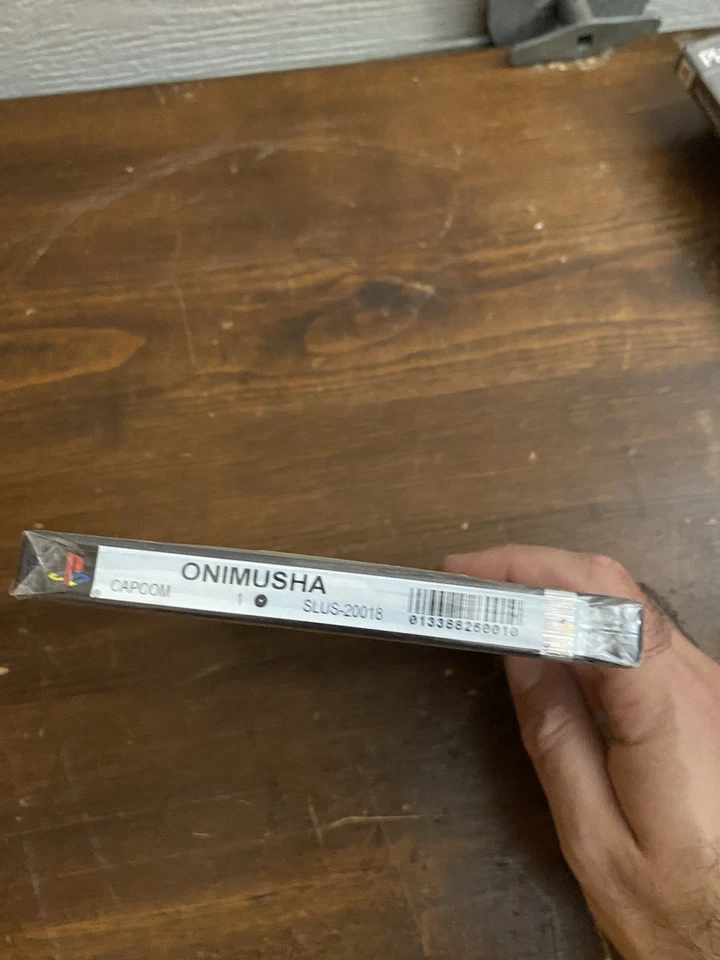 ONIMUSHA
CAPCOM 1 SLUS-20018
013388260010